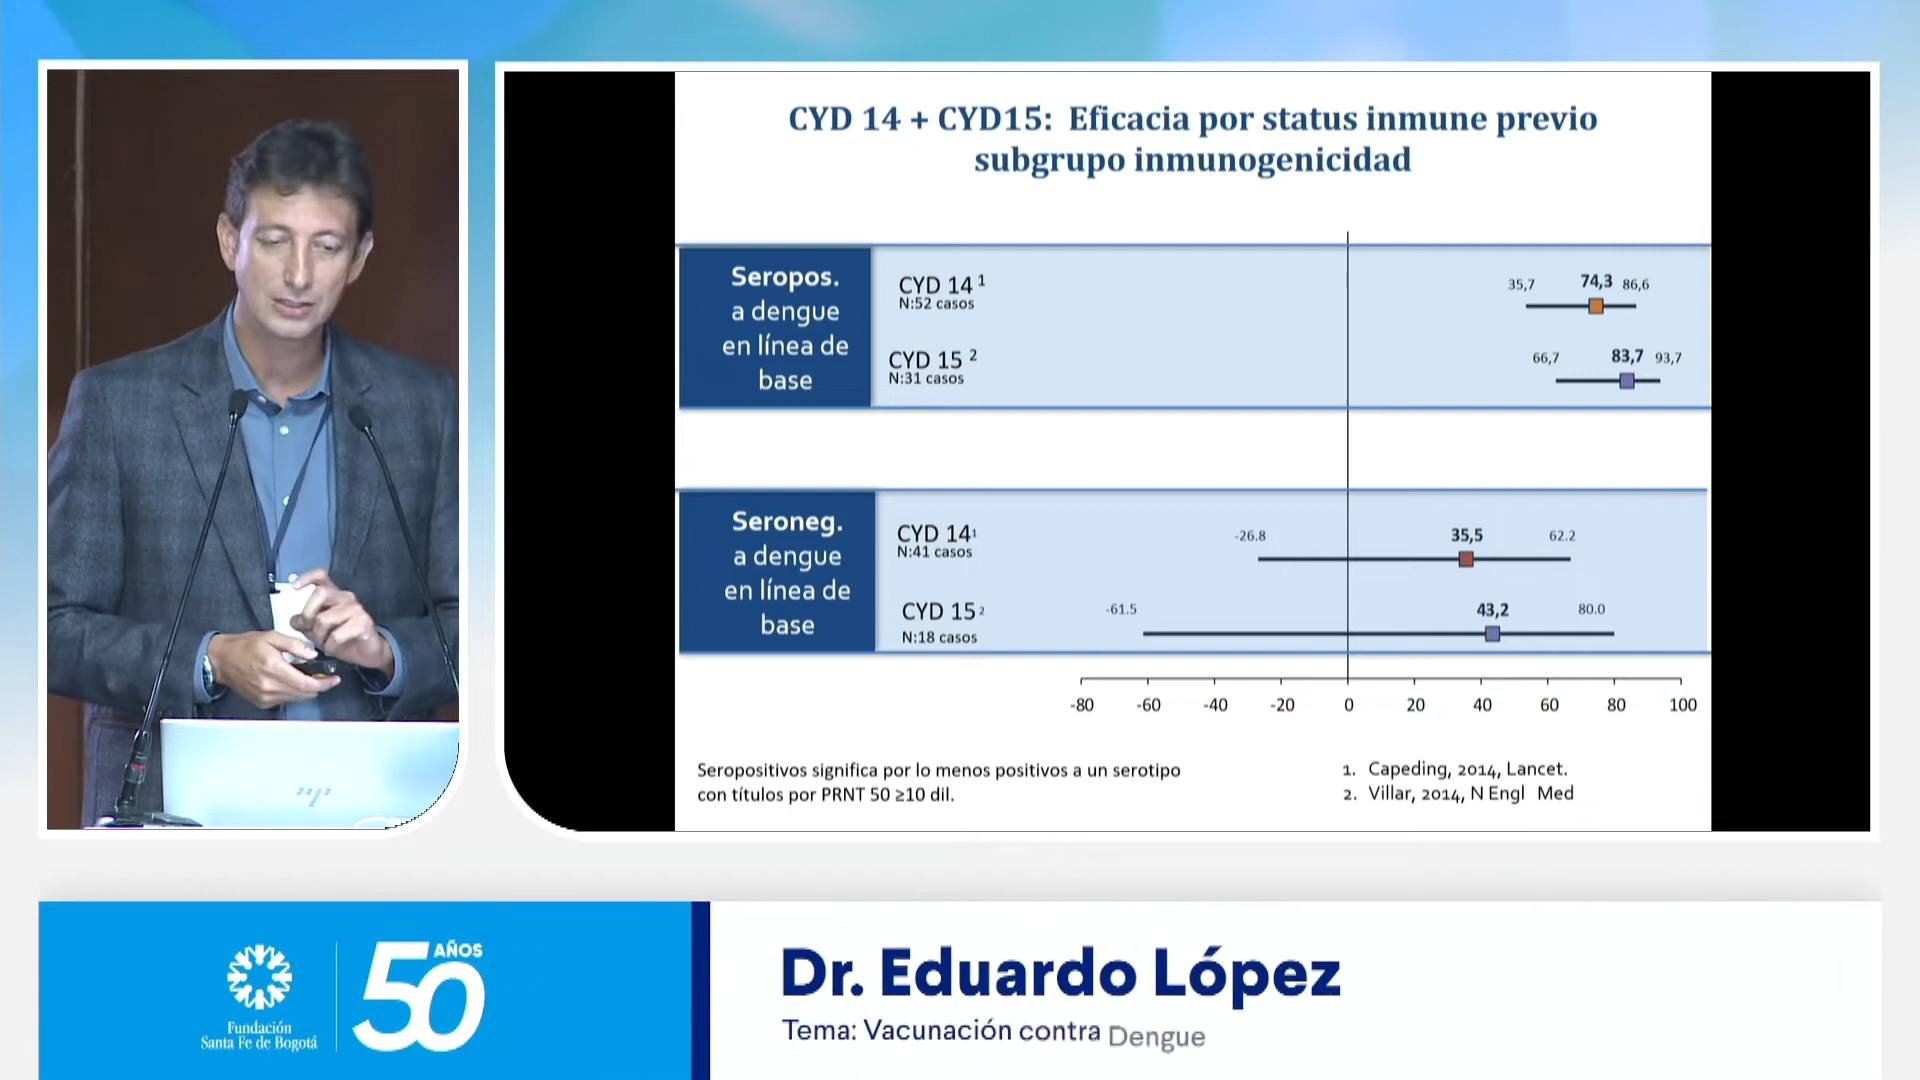 CYD 14 + CYD15: Eficacia por status inmune previo
subgrupo inmunogenicidad
Seropos.
a dengue
en línea de
base
CYD 14 1
N:52 casos
35,7 74,3 86,6
CYD 15 2
N:31 casos
66,7 83,7 93,7
Seroneg.
a dengue
en línea de
base
CYD 14 1
N:41 casos
-26.8 35,5 62.2
CYD 15 2
N:18 casos
-61.5 43,2 80.0
-80 -60 -40 -20 0 20 40 60 80 100
Seropositivos significa por lo menos positivos a un serotipo
con títulos por PRNT 50 ≥10 dil.
1. Capeding, 2014, Lancet.
2. Villar, 2014, N Engl Med
Fundación
Santa Fe de Bogotá
50 AÑOS
Dr. Eduardo López
Tema: Vacunación contra Dengue